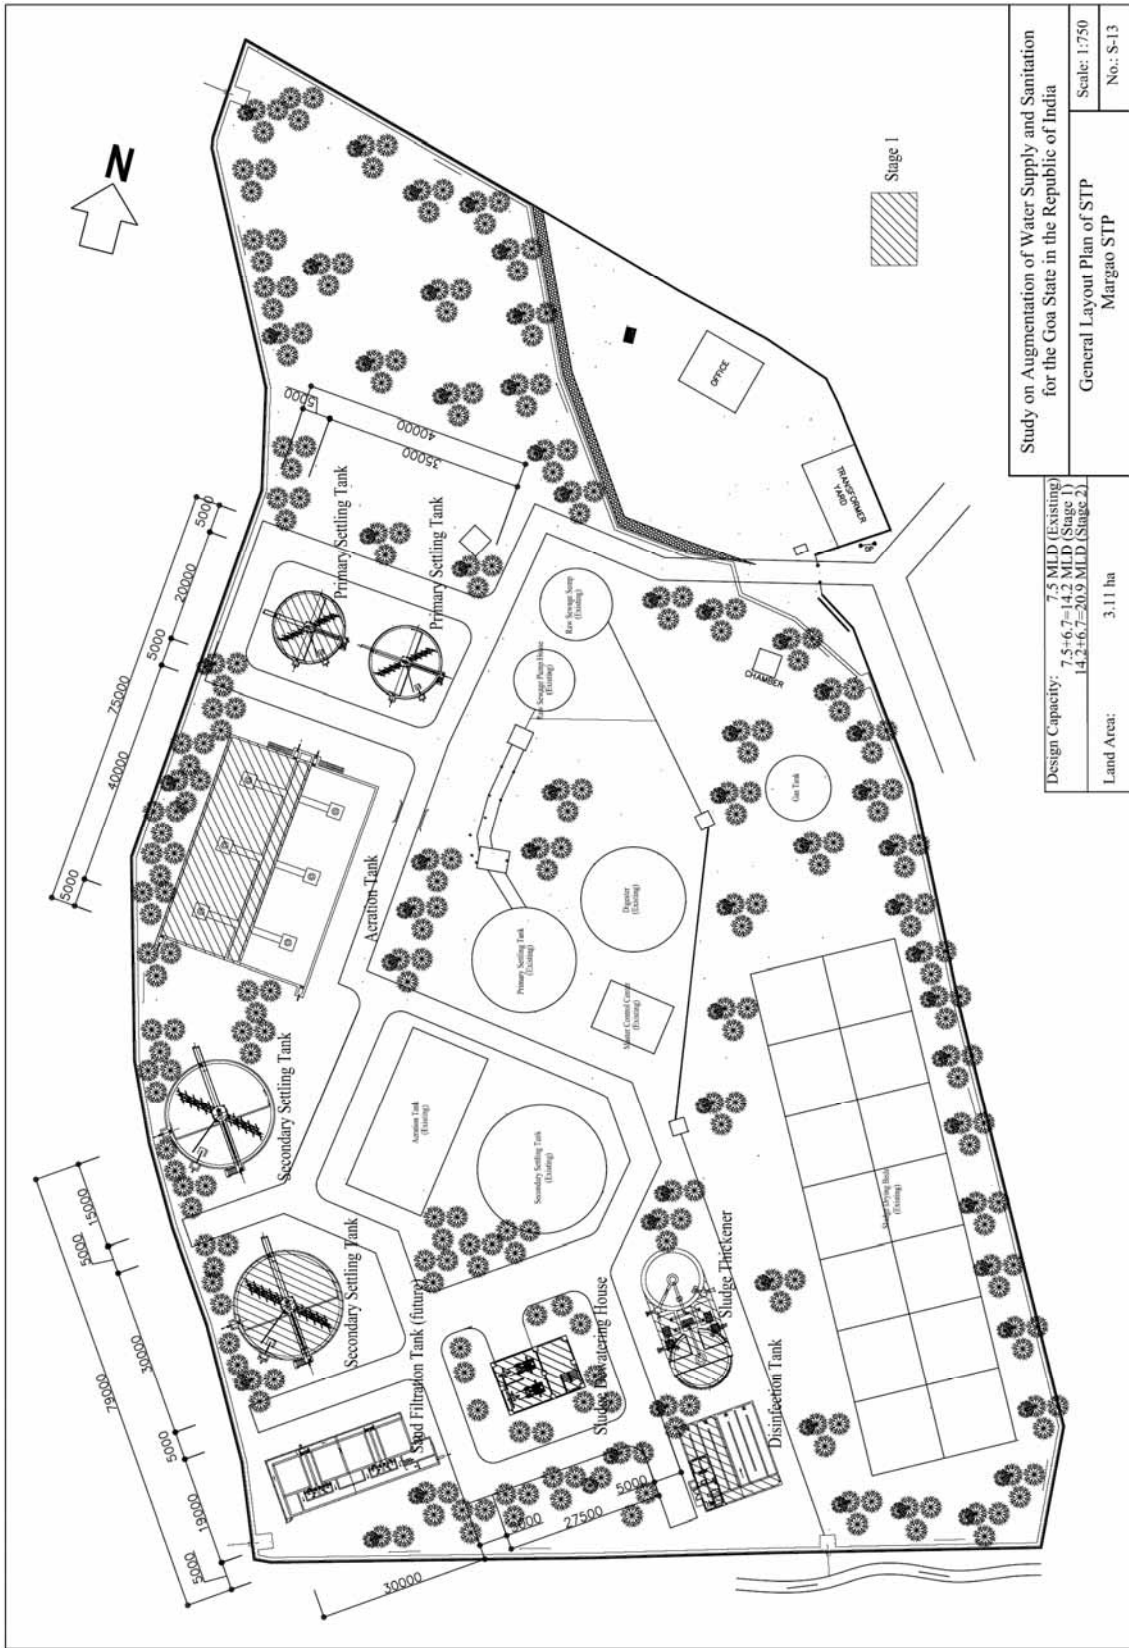 Study on Augmentation of Water Supply and Sanitation
for the Goa State in the Republic of India
General Layout Plan of STP
Margao STP
Scale: 1:750
No.: S-13
Design Capacity: 7.5 MLD (Existing)
7.5+6.7=14.2 MLD (Stage 1)
14.2+6.7=20.9 MLD (Stage 2)
Land Area: 3.11 ha
N
Stage 1
OFFICE
TRANSFORMER
YARD
CHAMBER
Primary Settling Tank
Primary Settling Tank
Raw Sewage Sump
(Existing)
Raw Sewage Pump House
(Existing)
Gas Tank
Aeration Tank
Digester
(Existing)
Primary Settling Tank
(Existing)
(Existing)
Aeration Tank
(Existing)
Secondary Settling Tank
(Existing)
Secondary Settling Tank
Secondary Settling Tank
Sand Filtration Tank (future)
Sludge Dewatering House
Sludge Thickener
Disinfection Tank
Sludge Drying Beds
(Existing)
5000
40000
35000
5000
20000
5000
75000
40000
5000
15000
5000
30000
79000
5000
19000
5000
30000
5000
27500
5000